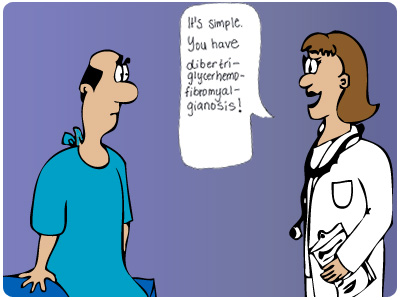 It's simple.
You have
dibertri-
glycerhemo-
fibromyal-
gianosis!